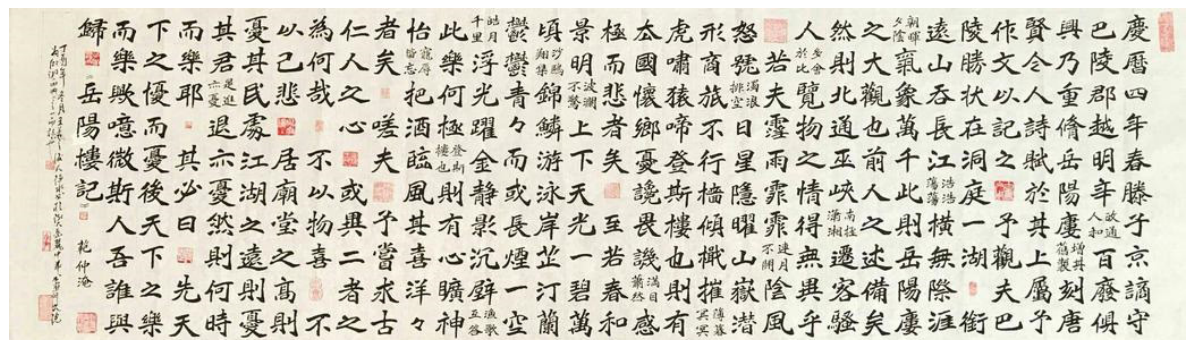 慶曆四年春滕子京謫守
巴陵郡越明年政通人和百廢俱
興乃重脩岳陽樓增其舊製刻唐
賢今人詩賦於其上屬予
作文以記之予觀夫巴
陵勝狀在洞庭一湖銜
遠山吞長江浩浩蕩蕩橫無際涯
朝暉夕陰氣象萬千此則岳陽樓
之大觀也前人之述備矣
然則北通巫峽南極瀟湘遷客騷
人多會於此覽物之情得無異乎
若夫霪雨霏霏連月不開陰風
怒號濁浪排空日星隱曜山嶽潛
形商旅不行檣傾檝摧薄暮冥冥
虎嘯猿啼登斯樓也則有
去國懷鄉憂讒畏譏滿目蕭然感
極而悲者矣至若春和
景明波瀾不驚上下天光一碧萬
頃沙鷗翔集錦鱗游泳岸芷汀蘭
鬱鬱青々而或長煙一空
皓月千里浮光躍金静影沉璧漁歌互答
此樂何極登斯樓也則有心曠神
怡寵辱皆忘把酒臨風其喜洋々
者矣嗟夫予嘗求古
仁人之心或異二者之
為何哉不以物喜不
以己悲居廟堂之高則
憂其民處江湖之遠則憂
其君是進亦憂退亦憂然則何時
而樂耶其必曰先天
下之憂而憂後天下之樂
而樂歟噫微斯人吾誰與
歸岳陽樓記范仲淹